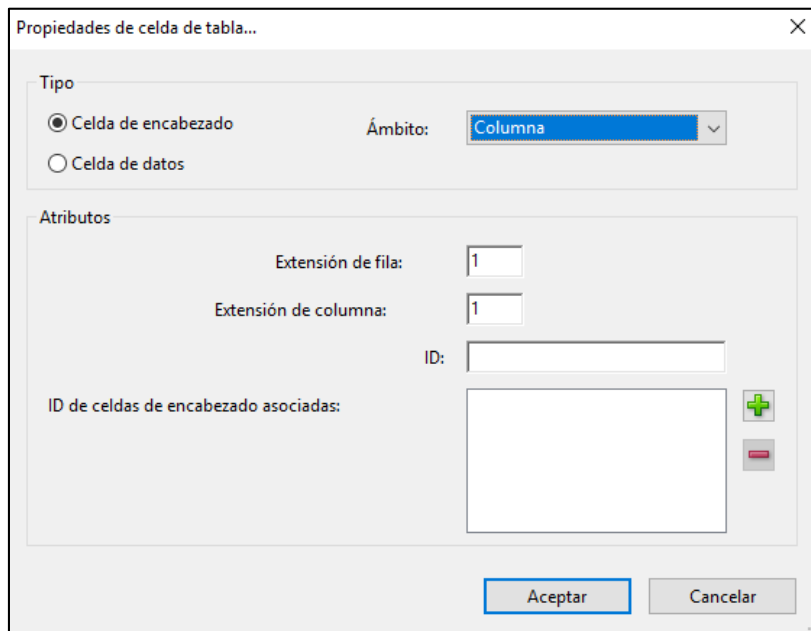 Propiedades de celda de tabla...
Tipo
Celda de encabezado
Ámbito:
Columna
Celda de datos
Atributos
Extensión de fila:
1
Extensión de columna:
1
ID:
ID de celdas de encabezado asociadas:
Aceptar
Cancelar